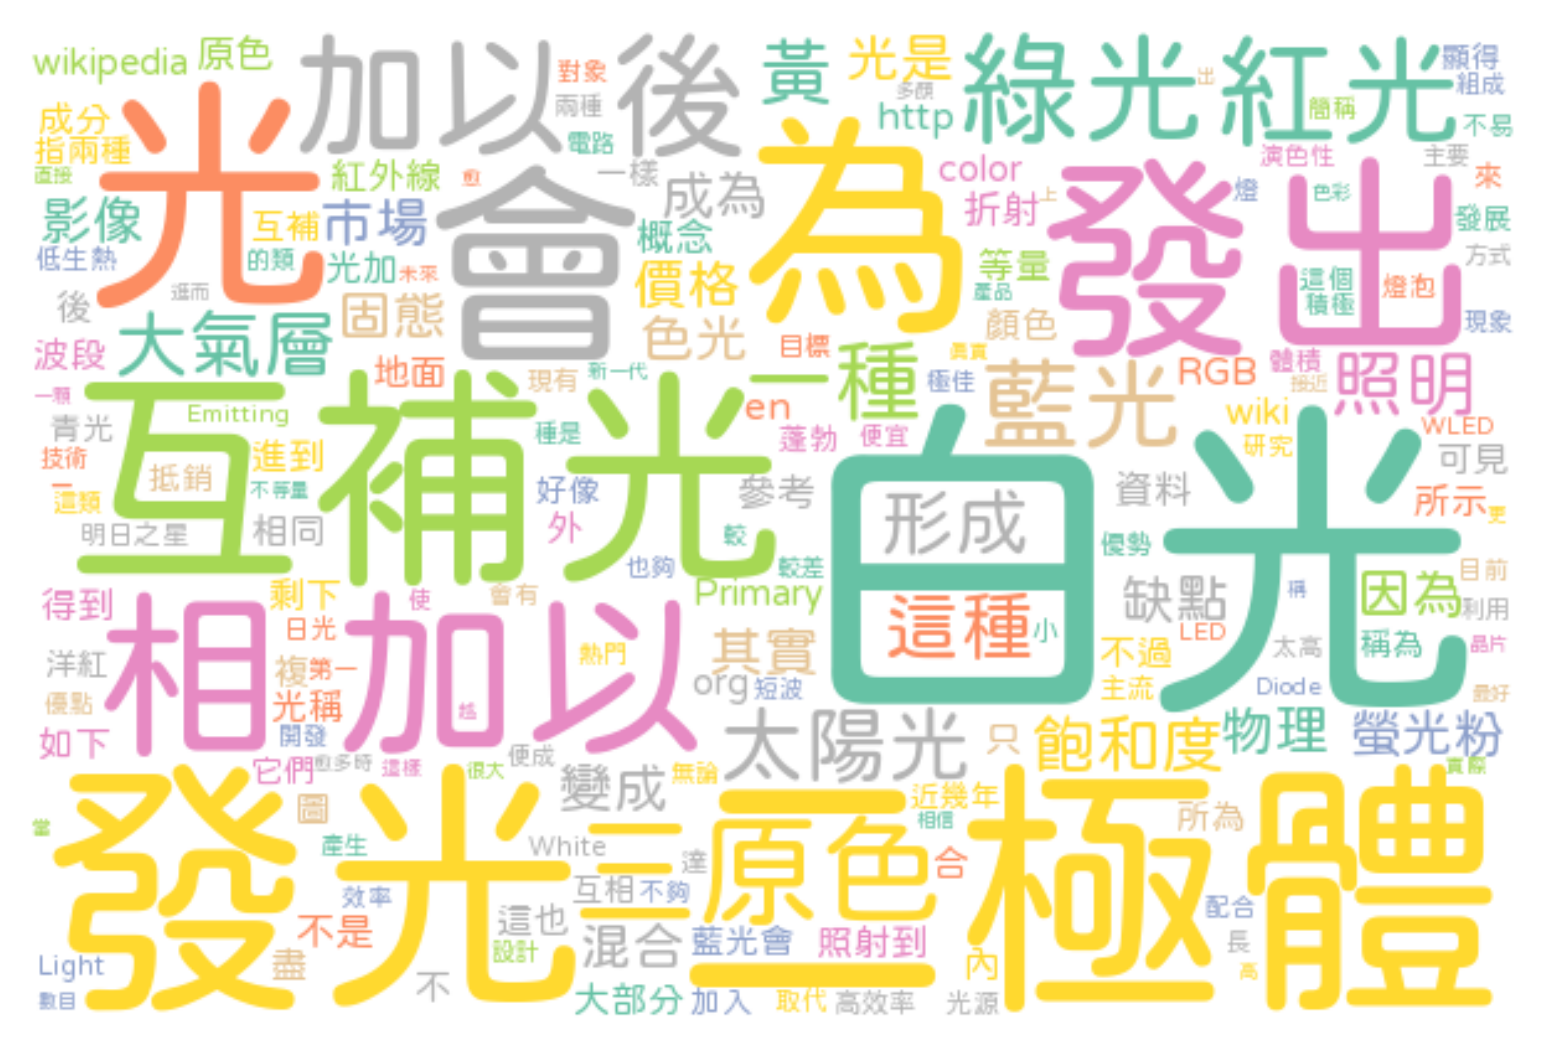 wikipedia 原色 加以後 對象 兩種 電路 黃 光是 多顏 http 綠光 出 紅光 簡稱 顯得 組成 不易
成分 指兩種 直接 光 紅外線 愈 一樣 成為 為 color 折射 上 發出 燈 演色性 色彩 主要 來
影像 互補 市場 會 概念 發展
低生熱 的類 光加 未來 價格 等量 產品 這個 積極 燈泡 方式
後 逛而 固態 色光 顏色 現象
大氣層 目標 真實
波段 地面 現有 新一代 一種 極佳 藍光 RGB 體積 接近 照明
一顆 Emitting 互補光 en wiki WLED
青光 進到 種是 蓬勃 便宜 白光 研究 可見
技術 抵銷 不等量 好像 參考 形成 資料 所示 更
一 這類 明日之星 相同 外 較 優勢
也夠 較差 缺點 因為 目前
得到 剩下 使 會有 Primary 這種 小 LED 稱 利用
相加以 日光 熱門 其實 不過 太高 稱為 晶片
洋紅 複 第一 org 短波 主流 Diode 最好
優點 光稱 越 太陽光 只 飽和度 物理 螢光粉
如下 開發 便成
它們 愈多時 這樣 很大 變成 無論 近幾年 實際
當 發光二極體 圖 三原色 相信 所為
產生 White 達 合
效率 互相 不夠 配合
不是 這也 混合 藍光會 照射到 長
Light 盡 設計 內 高
數目 不 大部分 加入 取代 高效率 光源